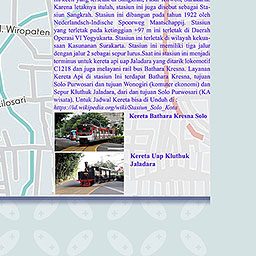 Karena letaknya itulah, stasiun ini juga disebut sebagai Sta-
siun Sangkrah. Stasiun ini dibangun pada tahun 1922 oleh
Nederlandsch-Indische Spoorweg Maatschappij. Stasiun
yang terletak pada ketinggian +97 m ini terletak di Daerah
Operasi VI Yogyakarta. Stasiun ini terletak di wilayah kekua-
saan Kasunanan Surakarta. Stasiun ini memiliki tiga jalur
dengan jalur 2 sebagai sepur lurus.Saat ini stasiun ini menjadi
terminus untuk kereta api uap Jaladara yang ditarik lokomotif
C1218 dan juga melayani rail bus Bathara Kresna. Layanan
Kereta Api di stasiun Ini terdapat Bathara Kresna, tujuan
Solo Purwosari dan tujuan Wonogiri (komuter ekonomi) dan
Sepur Kluthuk Jaladara, dari dan tujuan Solo Purwosari (KA
wisata). Untuk Jadwal Kereta bisa di Unduh di
https://id.wikipedia.org/wiki/Stasiun_Solo_Kota
Kereta Bathara Kresna Solo
Kereta Uap Kluthuk
Jaladara
l. Wiropaten
ilosari